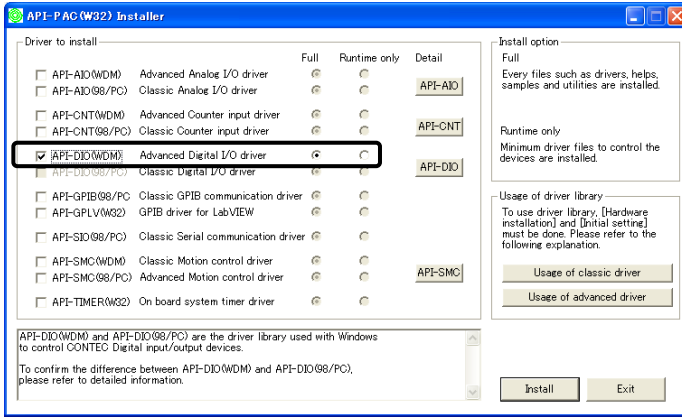 API-PAC(W32) Installer
Driver to install
Full Runtime only Detail
API-AIO(WDM) Advanced Analog I/O driver
API-AIO(98/PC) Classic Analog I/O driver
API-AIO
API-CNT(WDM) Advanced Counter input driver
API-CNT(98/PC) Classic Counter input driver
API-CNT
API-DIO(WDM) Advanced Digital I/O driver
API-DIO(98/PC) Classic Digital I/O driver
API-DIO
API-GPIB(98/PC Classic GPIB communication driver
API-GPLV(W32) GPIB driver for LabVIEW
API-SIO(98/PC) Classic Serial communication driver
API-SMC(WDM) Classic Motion control driver
API-SMC(98/PC) Advanced Motion control driver
API-SMC
API-TIMER(W32) On board system timer driver
Install option
Full
Every files such as drivers, helps,
samples and utilities are installed.
Runtime only
Minimum driver files to control the
devices are installed.
Usage of driver library
To use driver library, [Hardware
installation] and [Initial setting]
must be done. Please refer to the
following explanation.
Usage of classic driver
Usage of advanced driver
API-DIO(WDM) and API-DIO(98/PC) are the driver library used with Windows
to control CONTEC Digital input/output devices.
To confirm the difference between API-DIO(WDM) and API-DIO(98/PC),
please refer to detailed information.
Install Exit